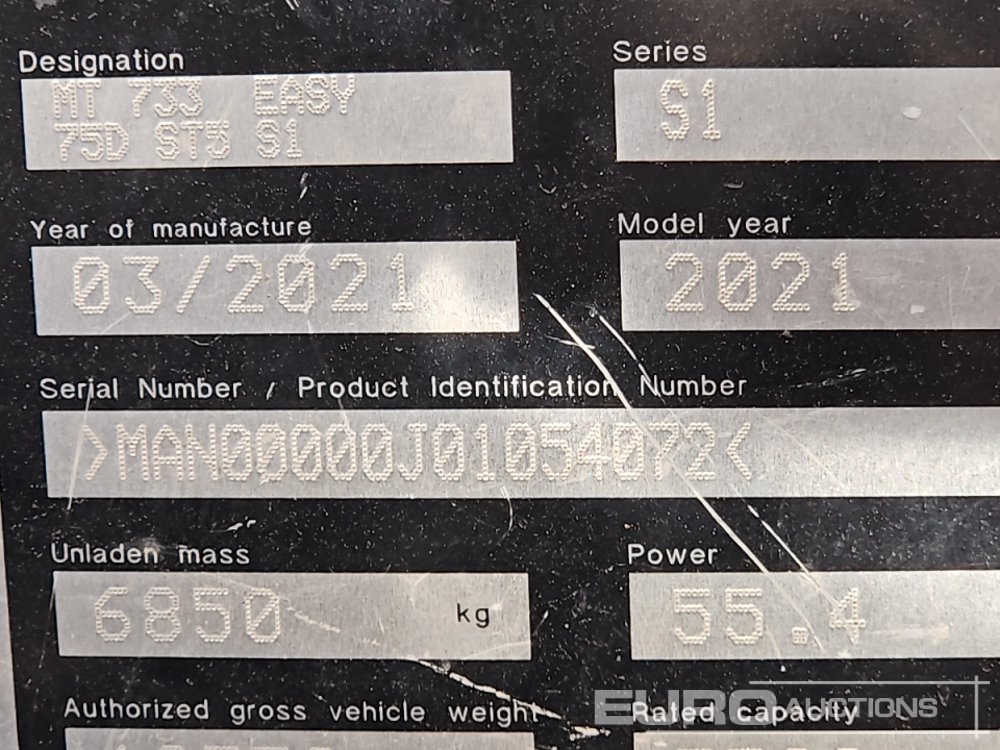 Designation
MT 733 EASY
75D ST5 S1
Series
S1
Year of manufacture
03/2021
Model year
2021
Serial Number / Product Identification Number
>MAN00000J01054072<
Unladen mass
6850 kg
Power
55.4
Authorized gross vehicle weight
Rated capacity
EURO AUCTIONS